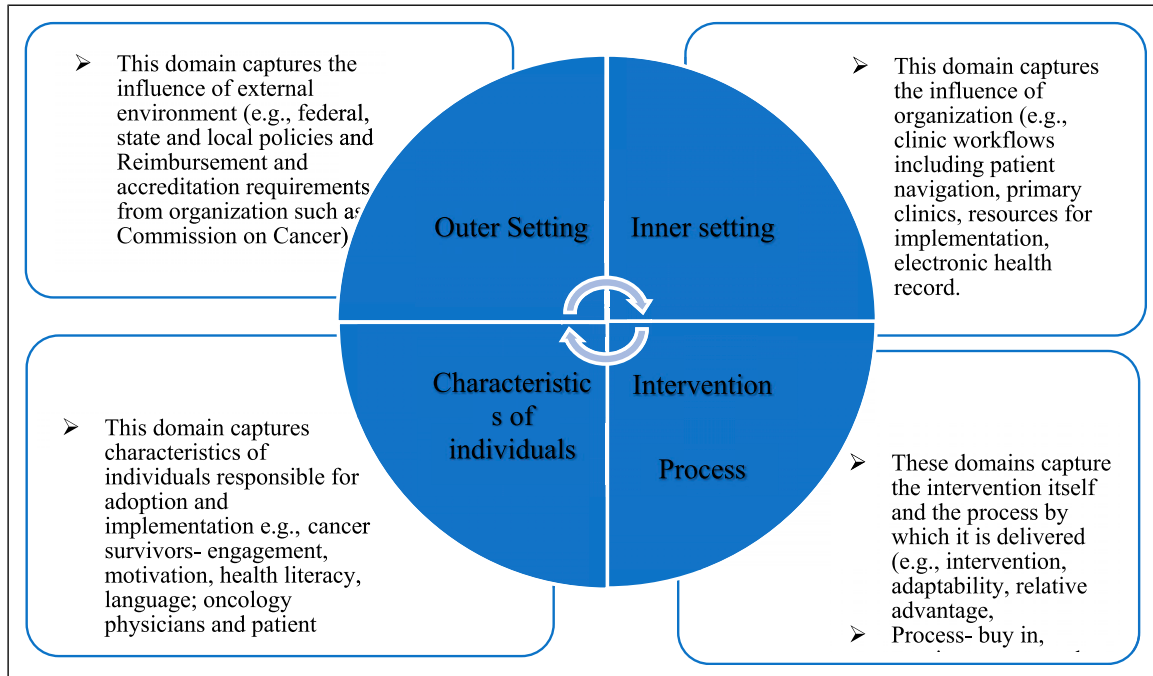 ➢ This domain captures the
influence of external
environment (e.g., federal,
state and local policies and
Reimbursement and
accreditation requirements
from organization such as
Commission on Cancer)
➢ This domain captures
the influence of
organization (e.g.,
clinic workflows
including patient
navigation, primary
clinics, resources for
implementation,
electronic health
record.
Outer Setting
Inner setting
Characteristic
s of
individuals
Intervention
Process
➢ This domain captures
characteristics of
individuals responsible for
adoption and
implementation e.g., cancer
survivors- engagement,
motivation, health literacy,
language; oncology
physicians and patient
➢ These domains capture
the intervention itself
and the process by
which it is delivered
(e.g., intervention,
adaptability, relative
advantage,
➢ Process- buy in,